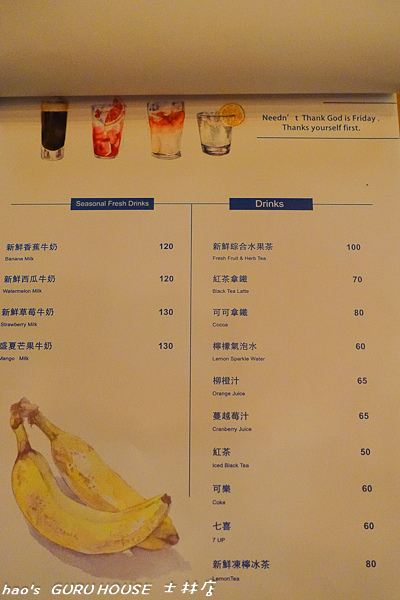 Needn't Thank God is Friday .
Thanks yourself first.
Seasonal Fresh Drinks
新鮮香蕉牛奶 120
Banana Milk
新鮮西瓜牛奶 120
Watermelon Milk
新鮮草莓牛奶 130
Strawberry Milk
盛夏芒果牛奶 130
Mango Milk
Drinks
新鮮綜合水果茶 100
Fresh Fruit & Herb Tea
紅茶拿鐵 70
Black Tea Latte
可可拿鐵 80
Cocoa
檸檬氣泡水 60
Lemon Sparkle Water
柳橙汁 65
Orange Juice
蔓越莓汁 65
Cranberry Juice
紅茶 50
Iced Black Tea
可樂 60
Coke
七喜 60
7 UP
新鮮凍檸冰茶 80
LemonTea
hao's GURU HOUSE 士林店